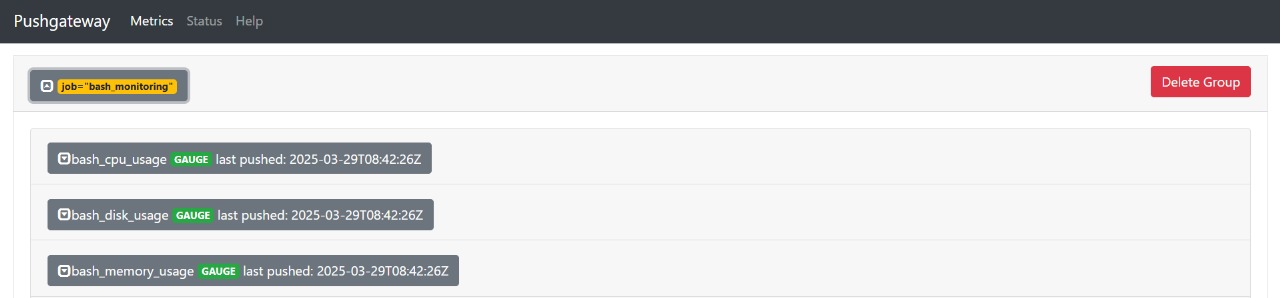 Pushgateway Metrics Status Help
job="bash_monitoring" Delete Group
bash_cpu_usage GAUGE last pushed: 2025-03-29T08:42:26Z
bash_disk_usage GAUGE last pushed: 2025-03-29T08:42:26Z
bash_memory_usage GAUGE last pushed: 2025-03-29T08:42:26Z